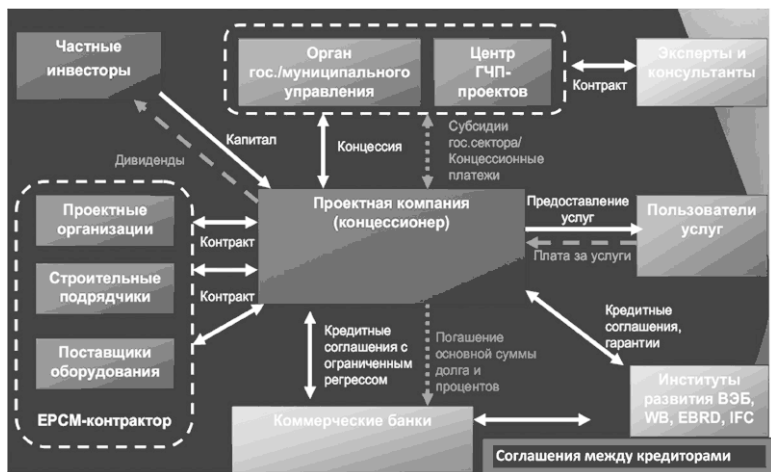 Частные
инвесторы
Орган
гос./муниципального
управления
Центр
ГЧП-
проектов
Контракт
Эксперты и
консультанты
Дивиденды
Капитал
Концессия
Субсидии
гос.сектора/
Концессионные
платежи
Проектные
организации
Строительные
подрядчики
Поставщики
оборудования
EPCM-контрактор
Контракт
Контракт
Проектная компания
(концессионер)
Предоставление
услуг
Плата за услуги
Пользователи
услуг
Кредитные
соглашения с
ограниченным
регрессом
Погашение
основной суммы
долга и
процентов
Кредитные
соглашения,
гарантии
Коммерческие банки
Институты
развития ВЭБ,
WB, EBRD, IFC
Соглашения между кредиторами